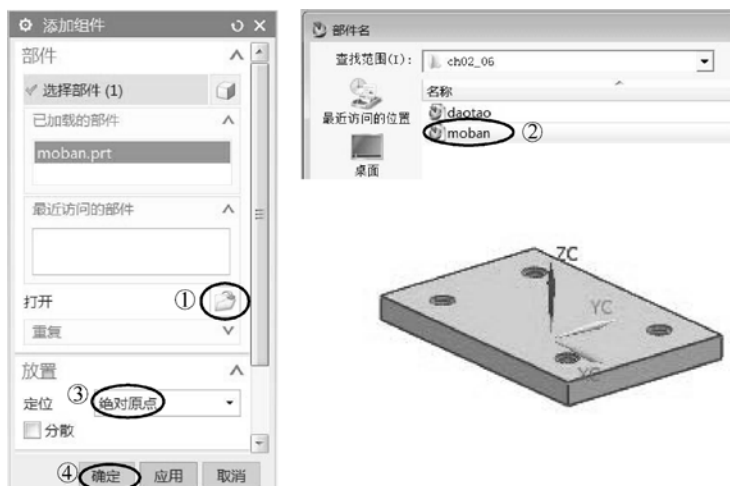 添加组件
部件
选择部件 (1)
已加载的部件
moban.prt
最近访问的部件
① 打开
重复
放置
③ 定位 绝对原点
分散
④ 确定 应用 取消
部件名
查找范围(I): ch02_06
名称
最近访问的位置
daotao
moban ②
桌面
ZC
YC
XC